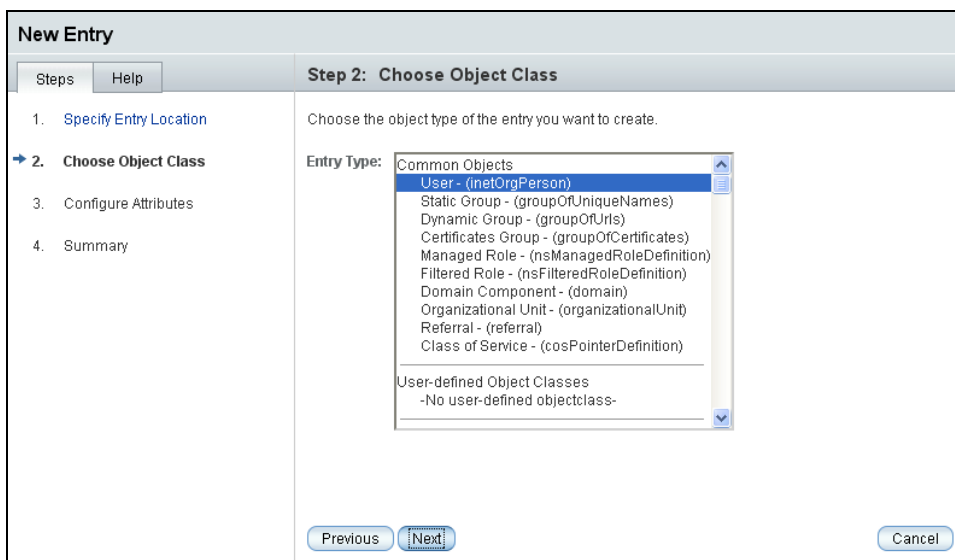 New Entry
Steps
Help
1. Specify Entry Location
2. Choose Object Class
3. Configure Attributes
4. Summary
Step 2: Choose Object Class
Choose the object type of the entry you want to create.
Entry Type:
Common Objects
User - (inetOrgPerson)
Static Group - (groupOfUniqueNames)
Dynamic Group - (groupOfUrls)
Certificates Group - (groupOfCertificates)
Managed Role - (nsManagedRoleDefinition)
Filtered Role - (nsFilteredRoleDefinition)
Domain Component - (domain)
Organizational Unit - (organizationalUnit)
Referral - (referral)
Class of Service - (cosPointerDefinition)
User-defined Object Classes
-No user-defined objectclass-
Previous
Next
Cancel